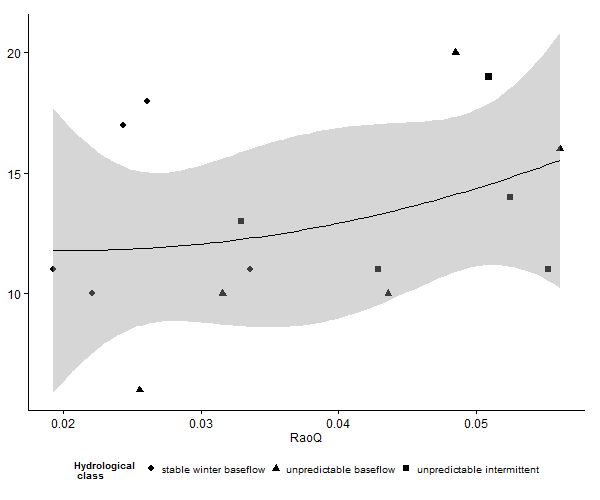 20
15
10
0.02 0.03 0.04 0.05
RaoQ
Hydrological
class
stable winter baseflow unpredictable baseflow unpredictable intermittent